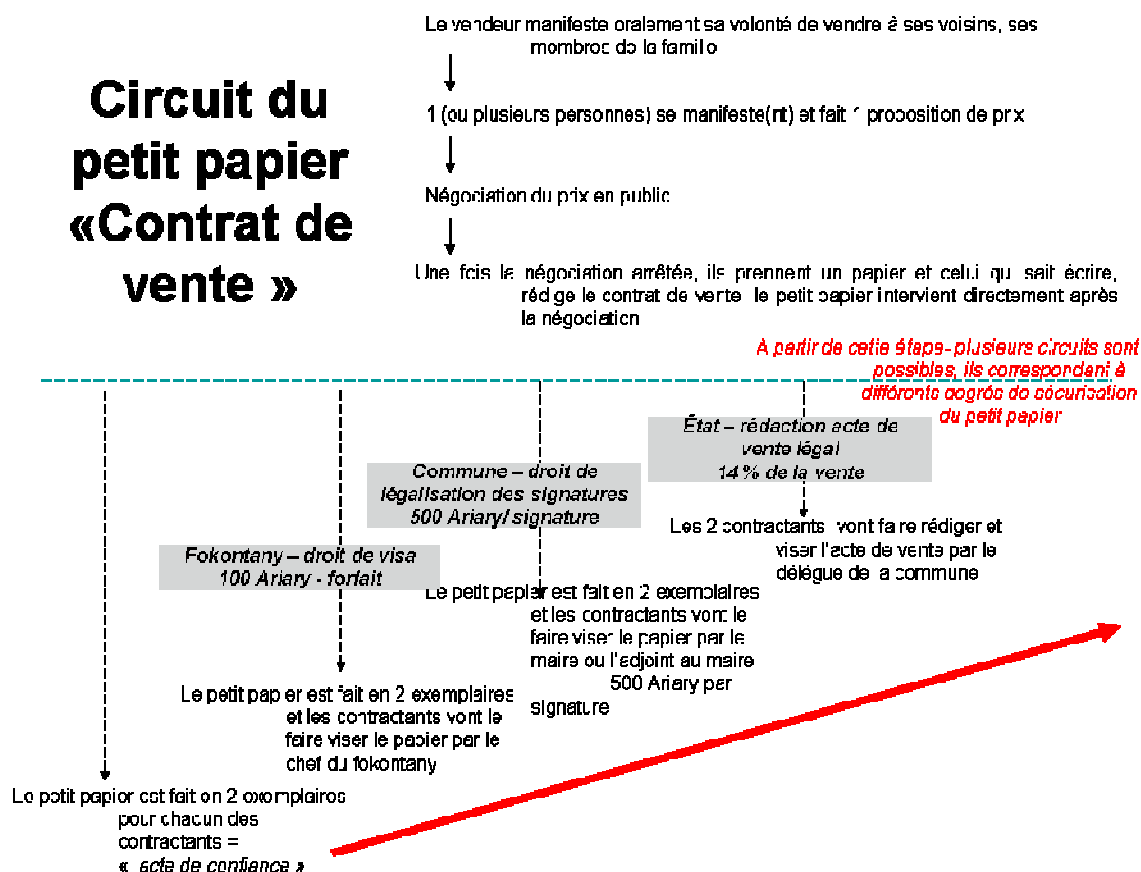 Circuit du
petit papier
«Contrat de
vente »
Le vendeur manifeste oralement sa volonté de vendre à ses voisins, ses
membres de la famille
1 (ou plusieurs personnes) se manifeste(nt) et fait 1 proposition de prix
Négociation du prix en public
Une fois la négociation arrêtée, ils prennent un papier et celui qui sait écrire,
rédige le contrat de vente le petit papier intervient directement après
la négociation
A partir de cette étape- plusieurs circuits sont
possibles, ils correspondent à
différents degrés de sécurisation
du petit papier
État – rédaction acte de
vente légal
14 % de la vente
Commune – droit de
légalisation des signatures
500 Ariary/ signature
Fokontany – droit de visa
100 Ariary - forfait
Les 2 contractants vont faire rédiger et
viser l'acte de vente par le
délégue de la commune
Le petit papier est fait en 2 exemplaires
et les contractants vont le
faire viser le papier par le
maire ou l'adjoint au maire
500 Ariary par
signature
Le petit papier est fait en 2 exemplaires
et les contractants vont le
faire viser le papier par le
chef du fokontany
Le petit papier est fait en 2 exemplaires
pour chacun des
contractants =
« acte de confiance »